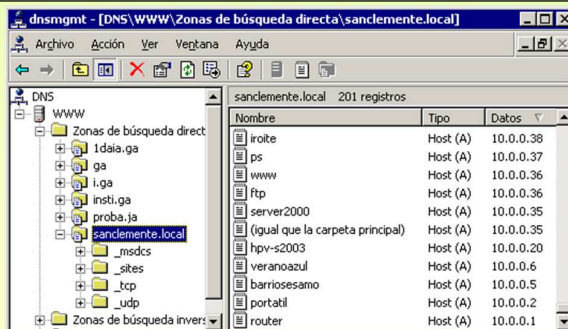 dnsmgmt - [DNS\WWW\Zonas de búsqueda directa\sanclemente.local]
Archivo Acción Ver Ventana Ayuda
DNS
WWW
Zonas de búsqueda direct
1daia.ga
ga
i.ga
insti.ga
proba.ja
sanclemente.local
_msdcs
_sites
_tcp
_udp
Zonas de búsqueda invers
sanclemente.local 201 registros
Nombre Tipo Datos
iroite Host (A) 10.0.0.38
ps Host (A) 10.0.0.37
www Host (A) 10.0.0.36
ftp Host (A) 10.0.0.36
server2000 Host (A) 10.0.0.35
(igual que la carpeta principal) Host (A) 10.0.0.35
hpv-s2003 Host (A) 10.0.0.20
veranoazul Host (A) 10.0.0.6
barriosesamo Host (A) 10.0.0.5
portatil Host (A) 10.0.0.2
router Host (A) 10.0.0.1